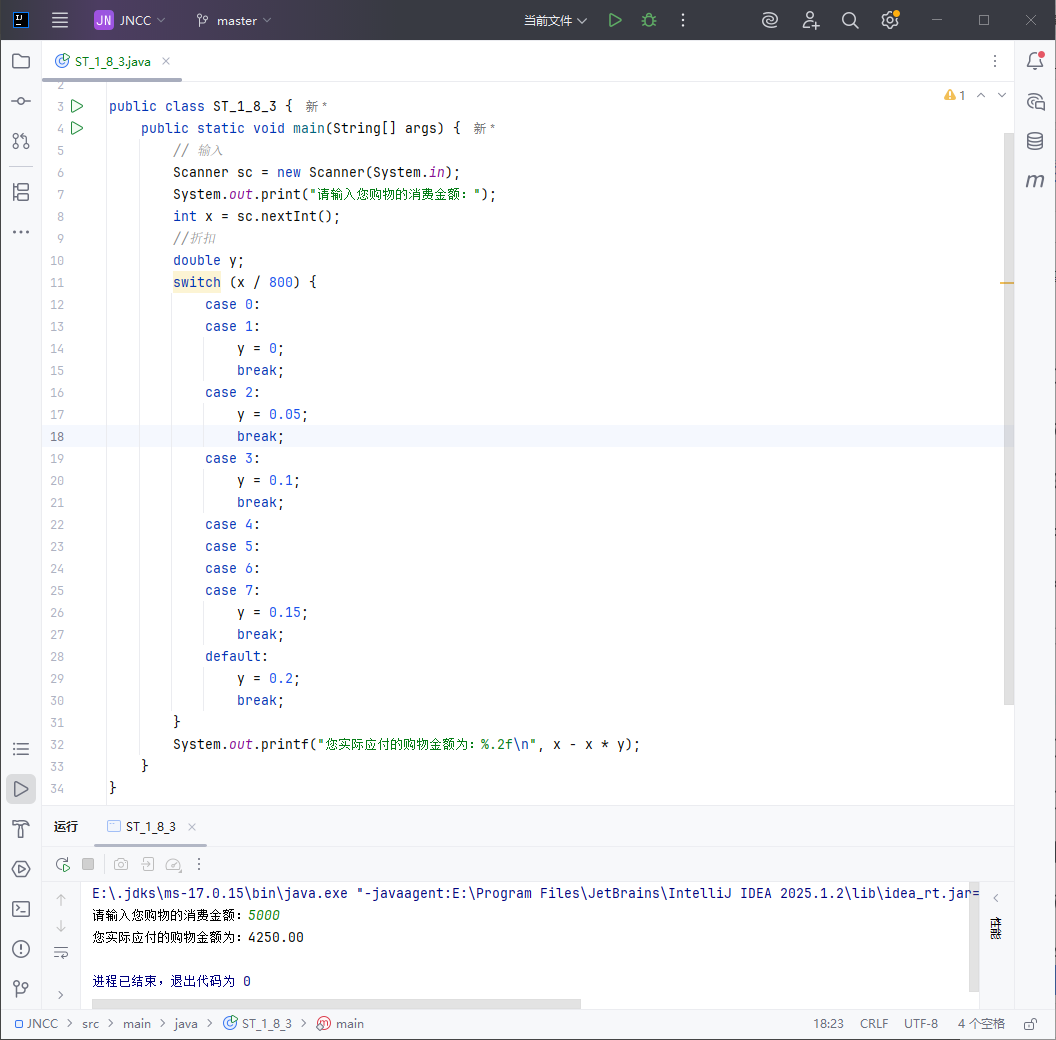 JN JNCC master 当前文件
ST_1_8_3.java
2
3 public class ST_1_8_3 { 新 *
4 public static void main(String[] args) { 新 *
5 // 输入
6 Scanner sc = new Scanner(System.in);
7 System.out.print("请输入您购物的消费金额：");
8 int x = sc.nextInt();
9 //折扣
10 double y;
11 switch (x / 800) {
12 case 0:
13 case 1:
14 y = 0;
15 break;
16 case 2:
17 y = 0.05;
18 break;
19 case 3:
20 y = 0.1;
21 break;
22 case 4:
23 case 5:
24 case 6:
25 case 7:
26 y = 0.15;
27 break;
28 default:
29 y = 0.2;
30 break;
31 }
32 System.out.printf("您实际应付的购物金额为：%.2f\n", x - x * y);
33 }
34 }
1
m
运行 ST_1_8_3
E:\.jdks\ms-17.0.15\bin\java.exe "-javaagent:E:\Program Files\JetBrains\IntelliJ IDEA 2025.1.2\lib\idea_rt.jar=
请输入您购物的消费金额：5000
您实际应付的购物金额为：4250.00
进程已结束，退出代码为 0
性能
JNCC > src > main > java > ST_1_8_3 > main 18:23 CRLF UTF-8 4 个空格